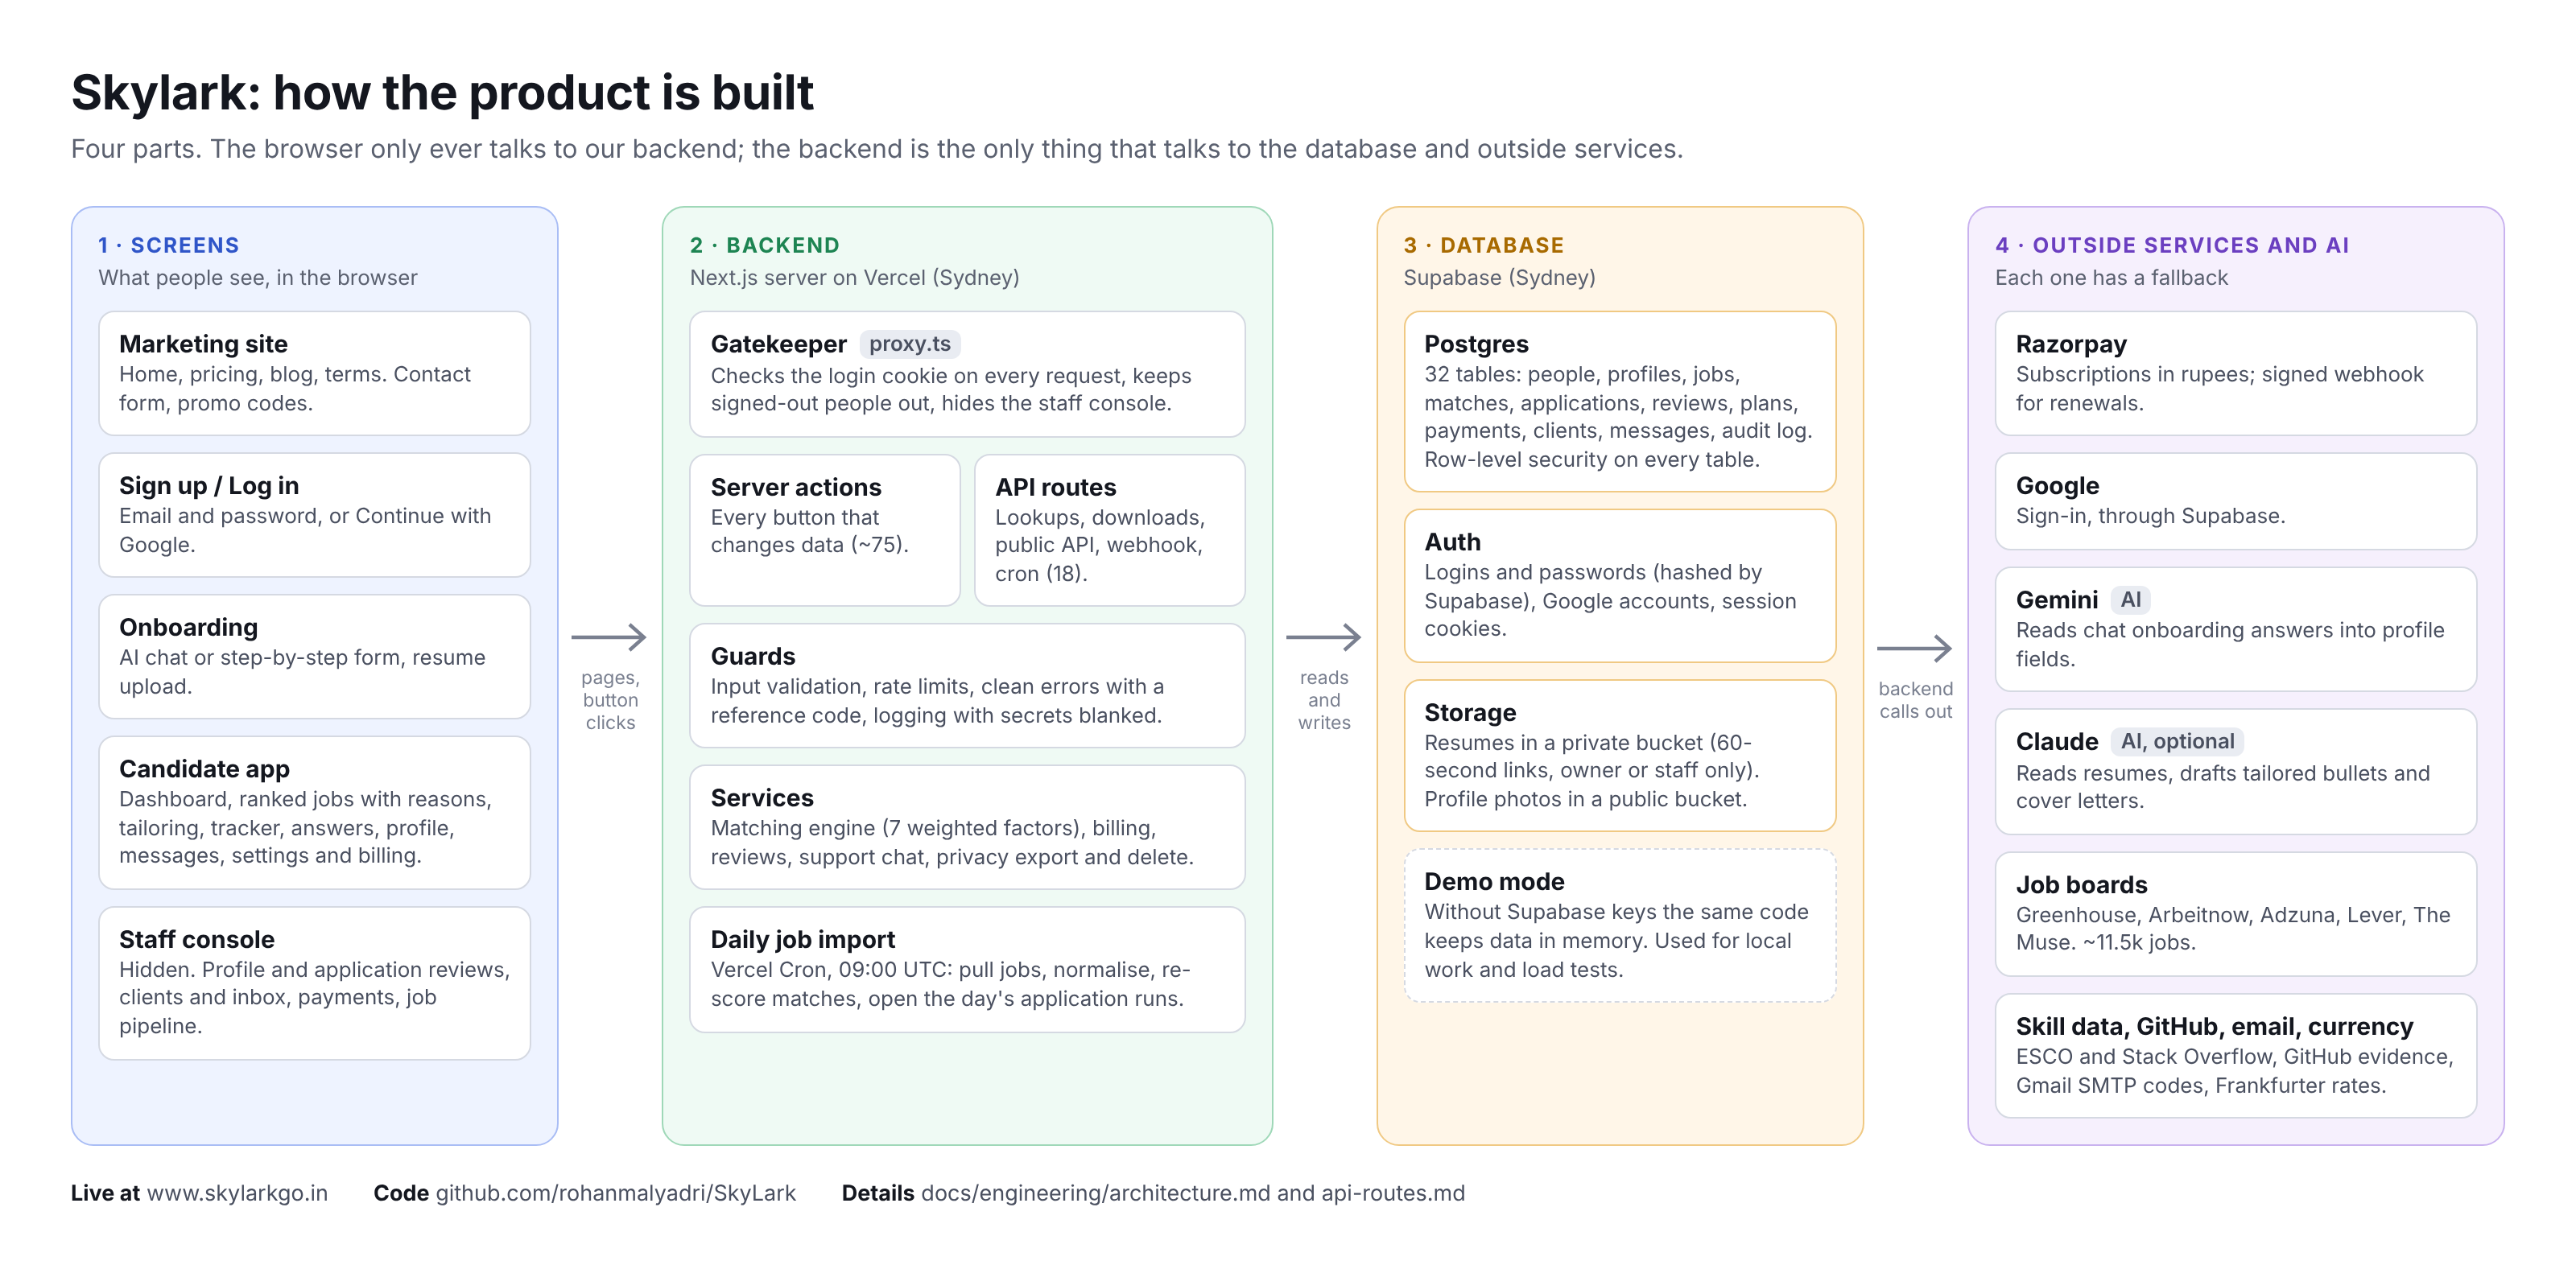 Skylark: how the product is built
Four parts. The browser only ever talks to our backend; the backend is the only thing that talks to the database and outside services.
1 · SCREENS
What people see, in the browser
Marketing site
Home, pricing, blog, terms. Contact
form, promo codes.
Sign up / Log in
Email and password, or Continue with
Google.
Onboarding
AI chat or step-by-step form, resume
upload.
Candidate app
Dashboard, ranked jobs with reasons,
tailoring, tracker, answers, profile,
messages, settings and billing.
Staff console
Hidden. Profile and application reviews,
clients and inbox, payments, job
pipeline.
pages,
button
clicks
2 · BACKEND
Next.js server on Vercel (Sydney)
Gatekeeper proxy.ts
Checks the login cookie on every request, keeps
signed-out people out, hides the staff console.
Server actions
Every button that
changes data (~75).
API routes
Lookups, downloads,
public API, webhook,
cron (18).
Guards
Input validation, rate limits, clean errors with a
reference code, logging with secrets blanked.
Services
Matching engine (7 weighted factors), billing,
reviews, support chat, privacy export and delete.
Daily job import
Vercel Cron, 09:00 UTC: pull jobs, normalise, re-
score matches, open the day's application runs.
reads
and
writes
3 · DATABASE
Supabase (Sydney)
Postgres
32 tables: people, profiles, jobs,
matches, applications, reviews, plans,
payments, clients, messages, audit log.
Row-level security on every table.
Auth
Logins and passwords (hashed by
Supabase), Google accounts, session
cookies.
Storage
Resumes in a private bucket (60-
second links, owner or staff only).
Profile photos in a public bucket.
Demo mode
Without Supabase keys the same code
keeps data in memory. Used for local
work and load tests.
backend
calls out
4 · OUTSIDE SERVICES AND AI
Each one has a fallback
Razorpay
Subscriptions in rupees; signed webhook
for renewals.
Google
Sign-in, through Supabase.
Gemini AI
Reads chat onboarding answers into profile
fields.
Claude AI, optional
Reads resumes, drafts tailored bullets and
cover letters.
Job boards
Greenhouse, Arbeitnow, Adzuna, Lever, The
Muse. ~11.5k jobs.
Skill data, GitHub, email, currency
ESCO and Stack Overflow, GitHub evidence,
Gmail SMTP codes, Frankfurter rates.
Live at www.skylarkgo.in Code github.com/rohanmalyadri/SkyLark Details docs/engineering/architecture.md and api-routes.md